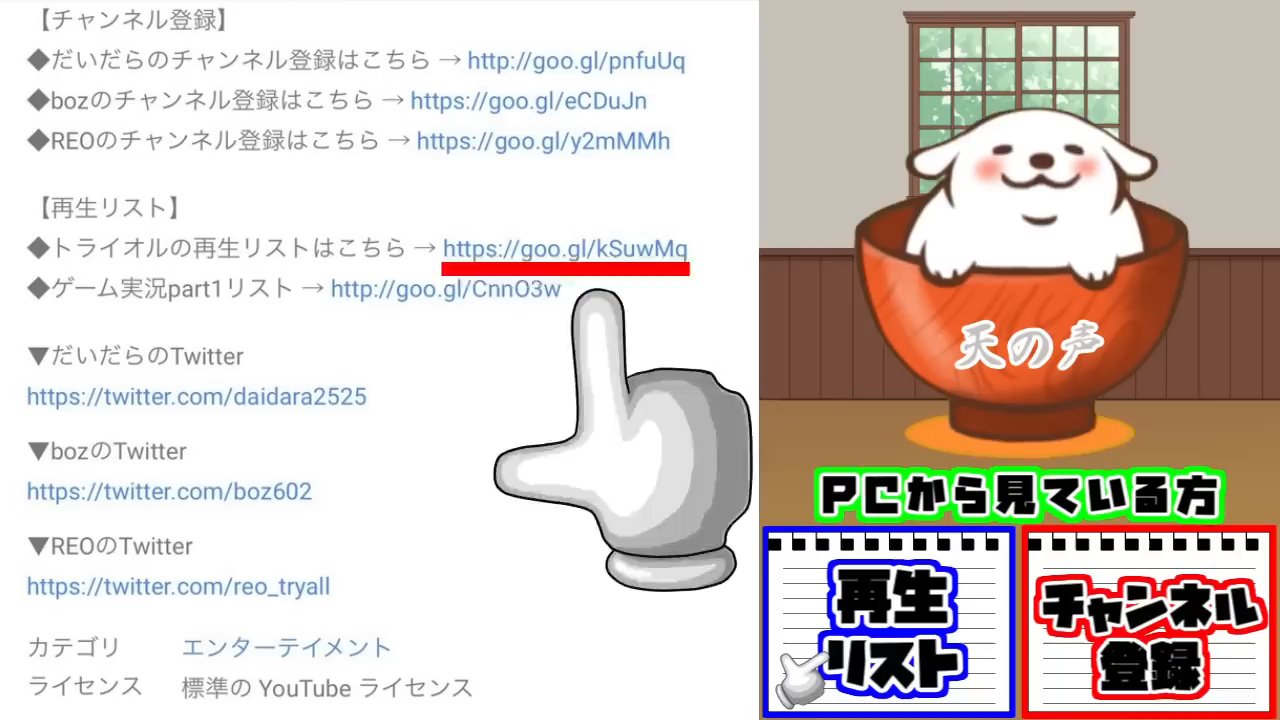 【チャンネル登録】
◆だいだらのチャンネル登録はこちら → http://goo.gl/pnfuUq
◆bozのチャンネル登録はこちら → https://goo.gl/eCDuJn
◆REOのチャンネル登録はこちら → https://goo.gl/y2mMMh
【再生リスト】
◆トライオルの再生リストはこちら → https://goo.gl/kSuwMq
◆ゲーム実況part1リスト → http://goo.gl/CnnO3w
▼だいだらのTwitter
https://twitter.com/daidara2525
▼bozのTwitter
https://twitter.com/boz602
▼REOのTwitter
https://twitter.com/reo_tryall
カテゴリ エンターテイメント
ライセンス 標準の YouTube ライセンス
天の声
PCから見ている方
再生
リスト
チャンネル
登録